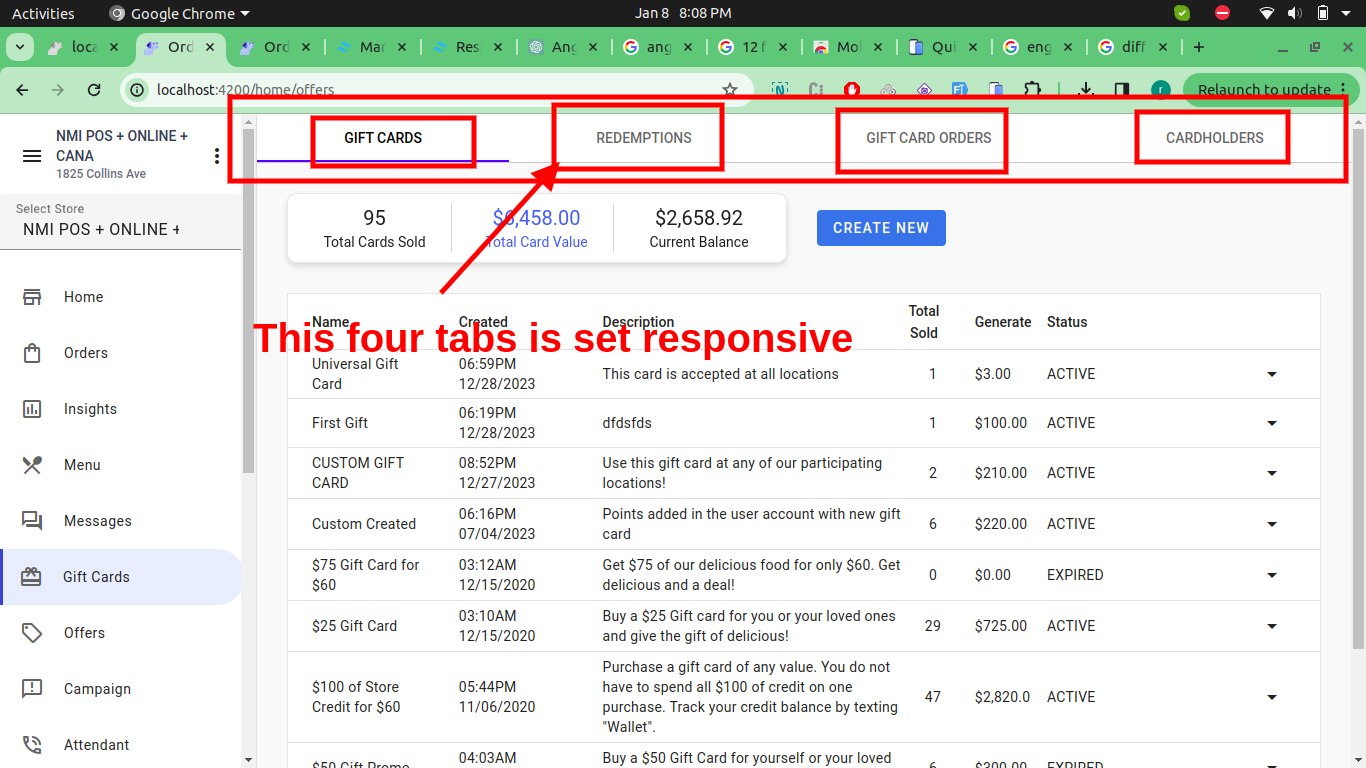 Activities
Google Chrome
Jan 8 8:08 PM
loca
Ord
Ord
Mar
Res
Ang
ang
12 f
Mol
Qui
eng
diff
localhost:4200/home/offers
Relaunch to update
NMI POS + ONLINE +
CANA
1825 Collins Ave
Select Store
NMI POS + ONLINE +
Home
Orders
Insights
Menu
Messages
Gift Cards
Offers
Campaign
Attendant
GIFT CARDS
REDEMPTIONS
GIFT CARD ORDERS
CARDHOLDERS
95
Total Cards Sold
$6,458.00
Total Card Value
$2,658.92
Current Balance
CREATE NEW
This four tabs is set responsive
Name Created Description Total Sold Generate Status
Universal Gift Card 06:59PM 12/28/2023 This card is accepted at all locations 1 $3.00 ACTIVE
First Gift 06:19PM 12/28/2023 dfdsfds 1 $100.00 ACTIVE
CUSTOM GIFT CARD 08:52PM 12/27/2023 Use this gift card at any of our participating locations! 2 $210.00 ACTIVE
Custom Created 06:16PM 07/04/2023 Points added in the user account with new gift card 6 $220.00 ACTIVE
$75 Gift Card for $60 03:12AM 12/15/2020 Get $75 of our delicious food for only $60. Get delicious and a deal! 0 $0.00 EXPIRED
$25 Gift Card 03:10AM 12/15/2020 Buy a $25 Gift card for you or your loved ones and give the gift of delicious! 29 $725.00 ACTIVE
$100 of Store Credit for $60 05:44PM 11/06/2020 Purchase a gift card of any value. You do not have to spend all $100 of credit on one purchase. Track your credit balance by texting "Wallet". 47 $2,820.0 ACTIVE
$50 Gift Promo 04:03AM Buy a $50 Gift Card for yourself or your loved 6 $300.00 EXPIRED